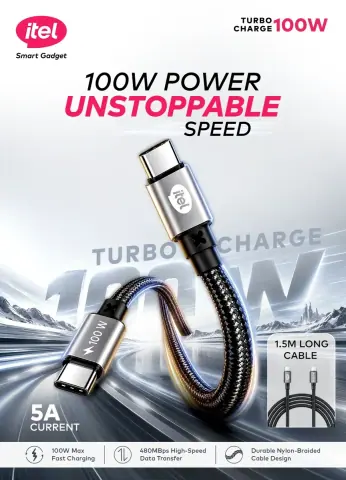 itel
Smart Gadget
TURBO
CHARGE 100W
100W POWER
UNSTOPPABLE
SPEED
itel
TURBO CHARGE
100W
100W
1.5M LONG
CABLE
5A
CURRENT
100W Max
Fast Charging
480MBps High-Speed
Data Transfer
Durable Nylon-Braided
Cable Design